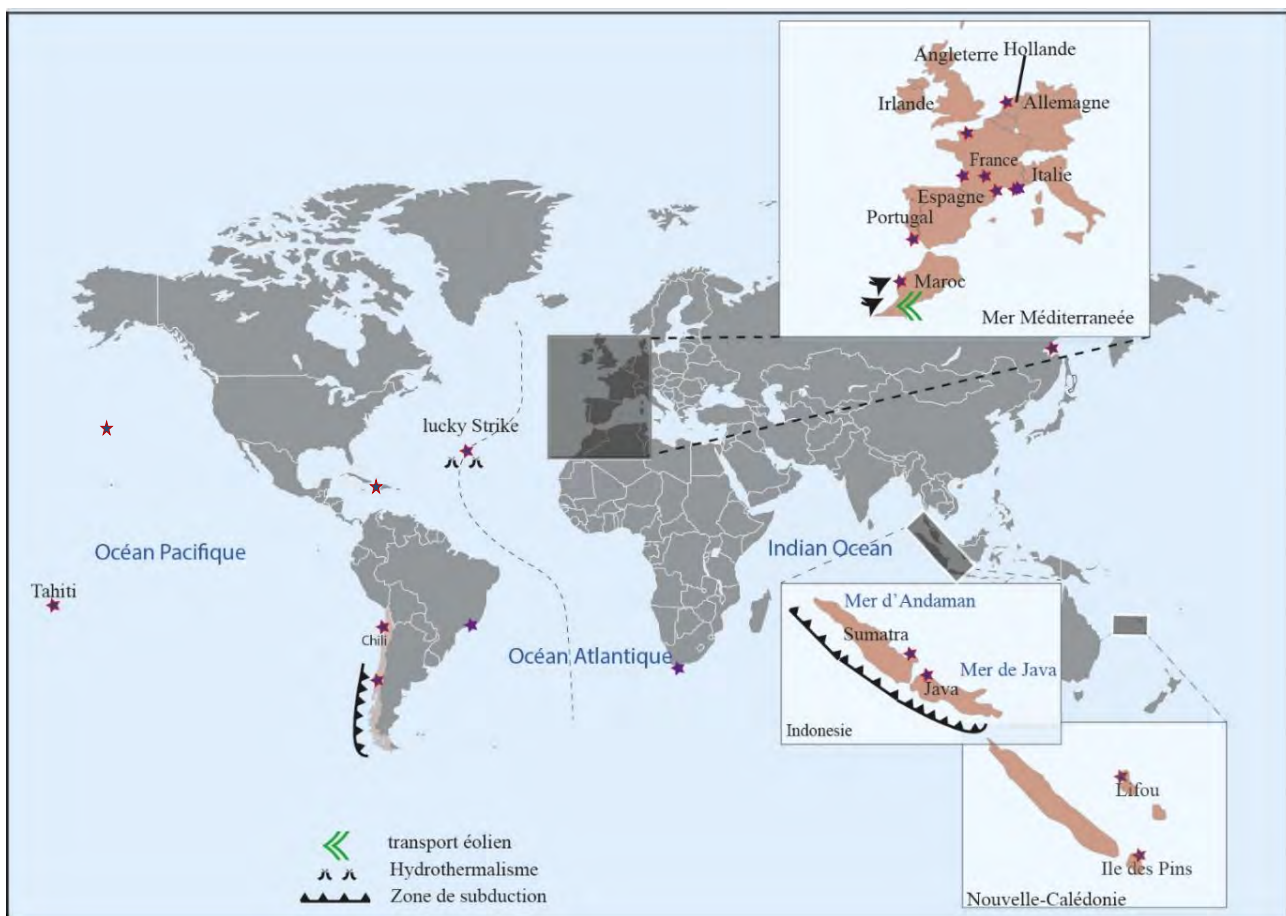 Angleterre
Hollande
Irlande
Allemagne
France
Italie
Espagne
Portugal
Maroc
Mer Méditerraneée
lucky Strike
Océan Pacifique
Indian Ocean
Tahiti
Chili
Océan Atlantique
Mer d'Andaman
Sumatra
Mer de Java
Java
Indonesie
Lifou
Ile des Pins
Nouvelle-Calédonie
transport éolien
Hydrothermalisme
Zone de subduction